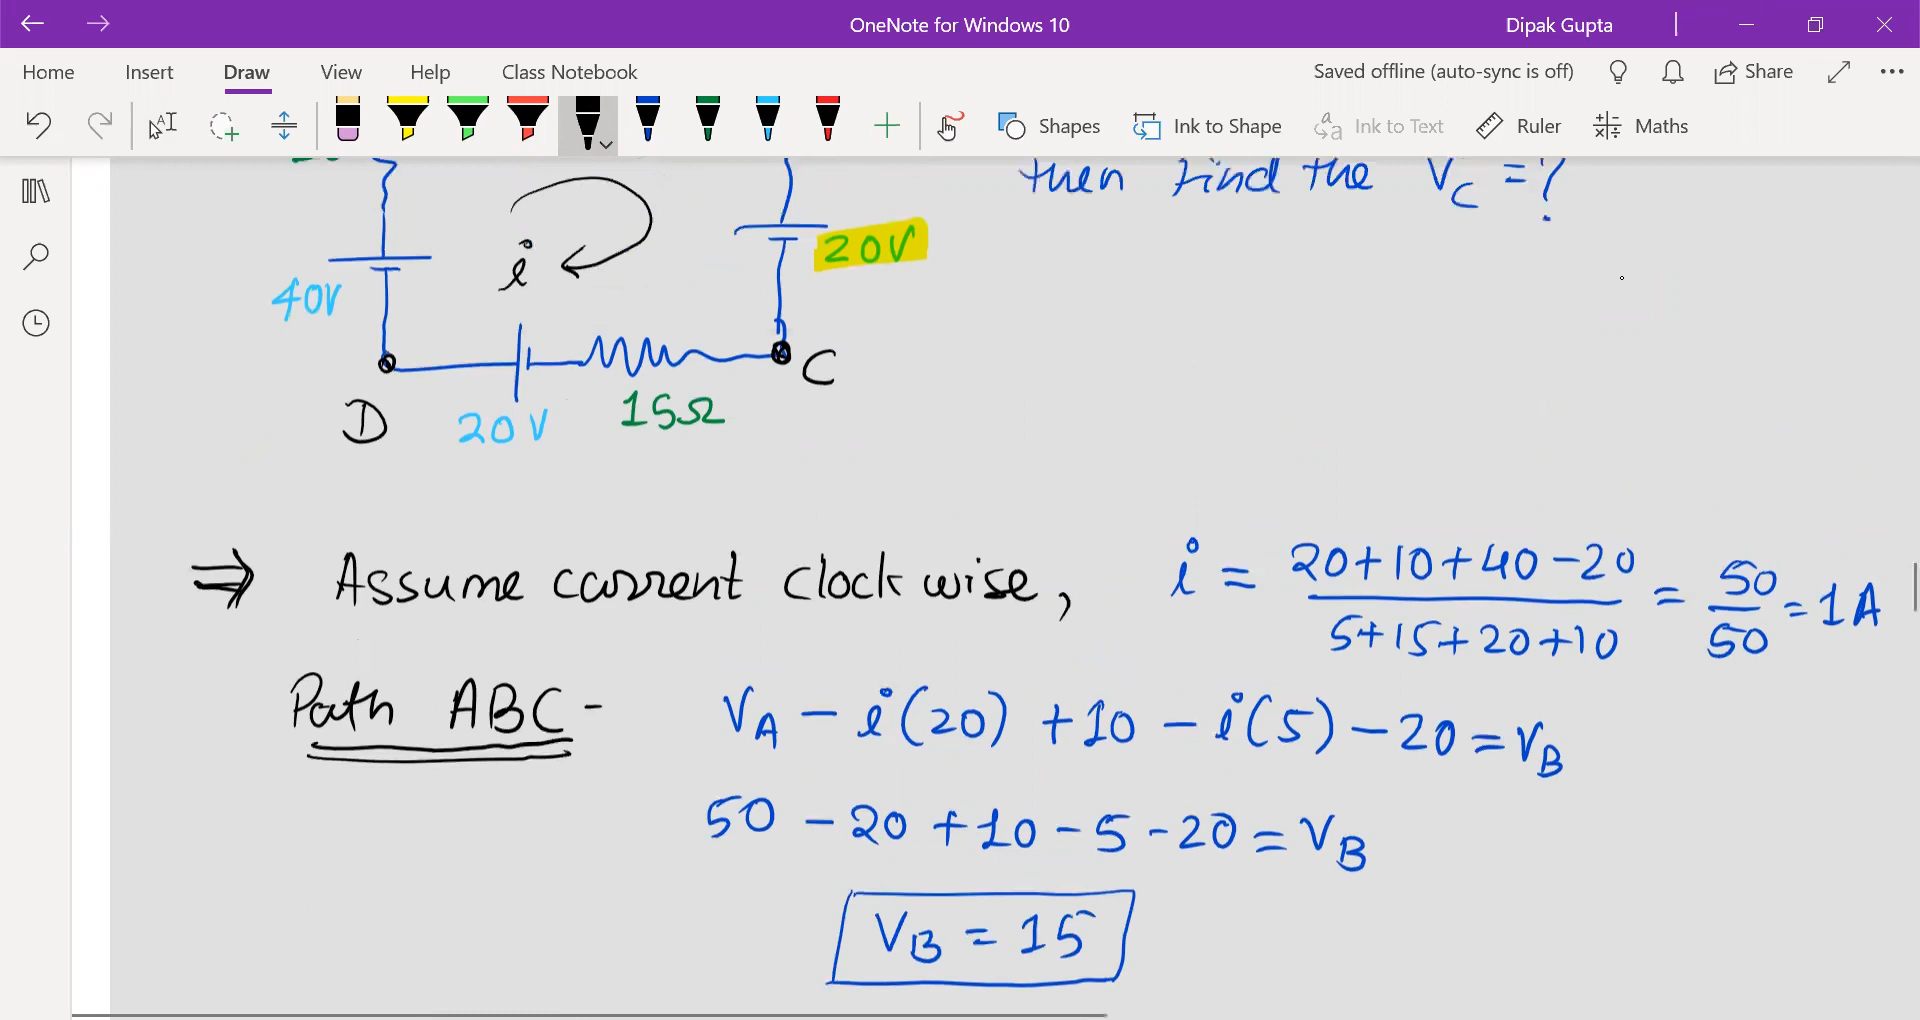 OneNote for Windows 10
Dipak Gupta
Home Insert Draw View Help Class Notebook
Saved offline (auto-sync is off) Share
Shapes Ink to Shape Ink to Text Ruler Maths
then find the VC = ?
i
20V
40V
C
D
20V
15Ω
⇒ Assume current clockwise, i = (20+10+40-20)/(5+15+20+10) = 50/50 = 1A
Path ABC - VA - i(20) + 10 - i(5) - 20 = VB
50 - 20 + 10 - 5 - 20 = VB
VB = 15